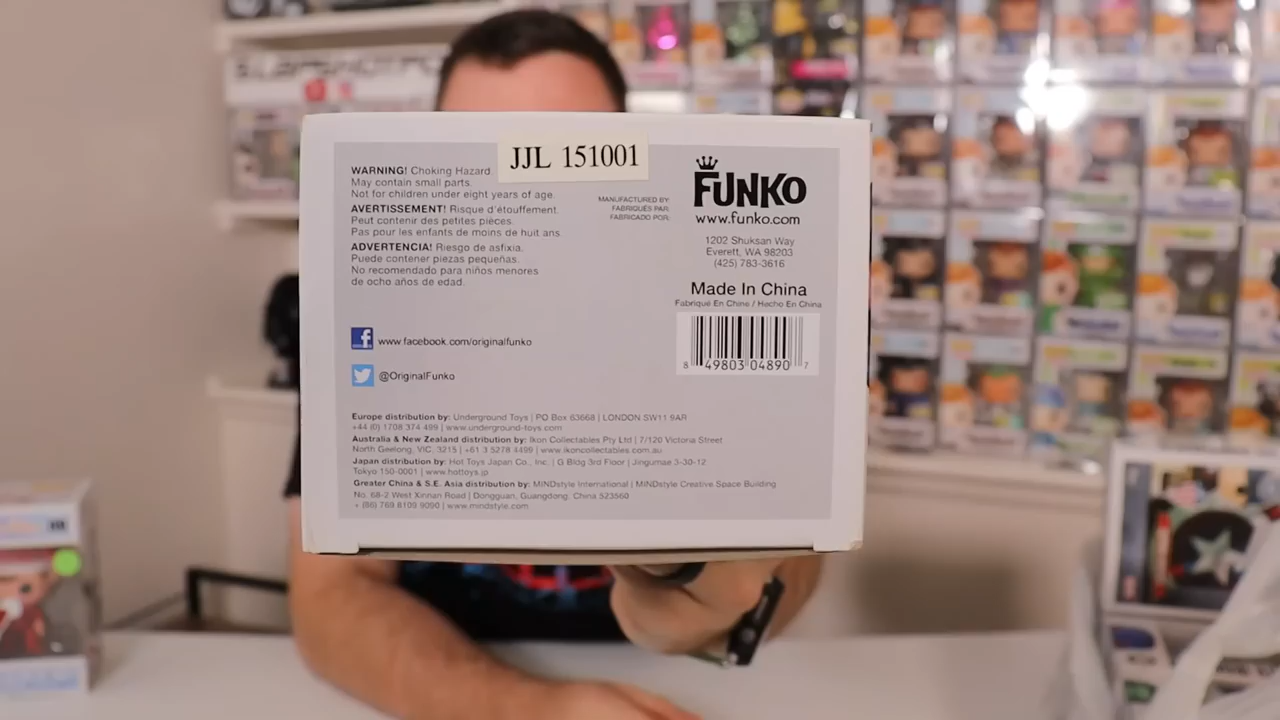 JJL 151001
WARNING! Choking Hazard.
May contain small parts.
Not for children under eight years of age.
AVERTISSEMENT! Risque d'étouffement.
Peut contenir des petites pièces.
Pas pour les enfants de moins de huit ans.
ADVERTENCIA! Riesgo de asfixia.
Puede contener piezas pequeñas.
No recomendado para niños menores
de ocho años de edad.
MANUFACTURED BY:
FABRIQUÉS PAR:
FABRICADO POR:
FUNKO
www.funko.com
1202 Shuksan Way
Everett, WA 98203
(425) 783-3616
Made In China
Fabriqué En Chine / Hecho En China
8 49803 04890 7
www.facebook.com/originalfunko
@OriginalFunko
Europe distribution by: Underground Toys | PO Box 63668 | LONDON SW11 9AR
+44 (0) 1708 374 499 | www.underground-toys.com
Australia & New Zealand distribution by: Ikon Collectables Pty Ltd | 7/120 Victoria Street
North Geelong, VIC, 3215 | +61 3 5278 4499 | www.ikoncollectables.com.au
Japan distribution by: Hot Toys Japan Co., Inc. | G Bldg 3rd Floor | Jingumae 3-30-12
Tokyo 150-0001 | www.hottoys.jp
Greater China & S.E. Asia distribution by: MINDstyle International | MINDstyle Creative Space Building
No. 68-2 West Xinnan Road | Dongguan, Guangdong, China 523560
+ (86) 769 8109 9090 | www.mindstyle.com